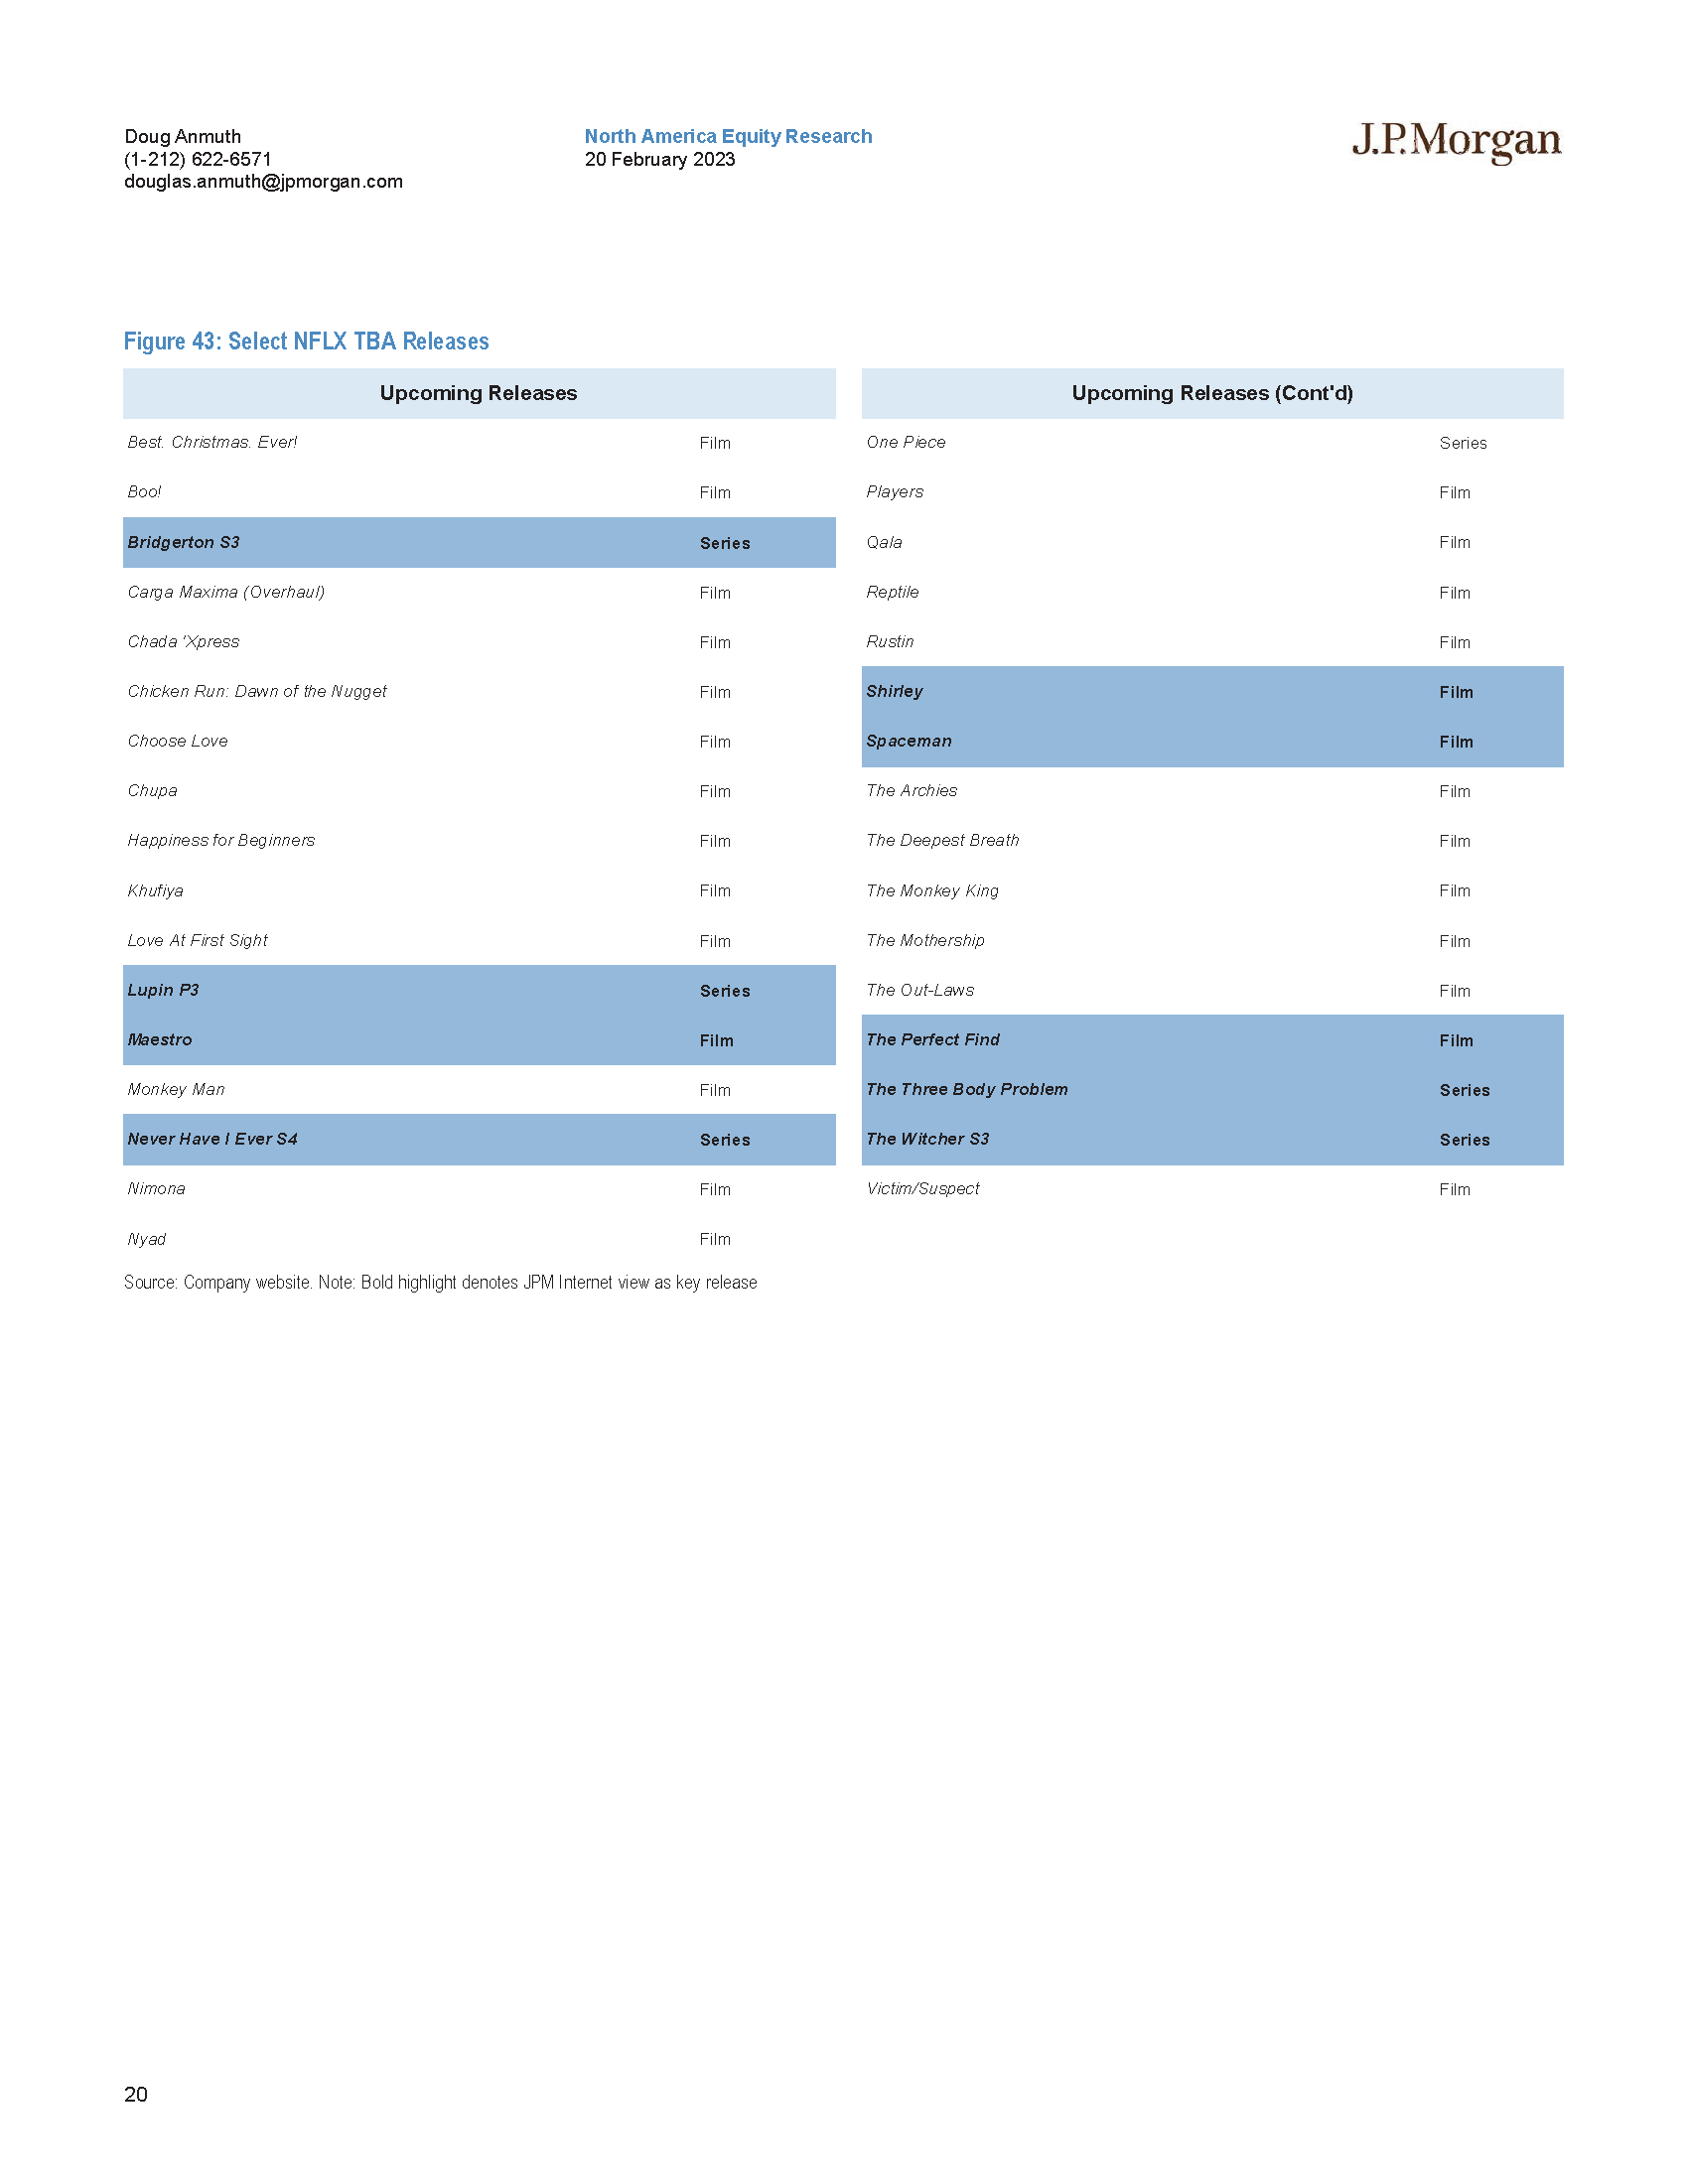 Doug Anmuth
(1-212) 622-6571
douglas.anmuth@jpmorgan.com
North America Equity Research
20 February 2023
J.P.Morgan
Figure 43: Select NFLX TBA Releases
Upcoming Releases
Best. Christmas. Ever! Film
Boo! Film
Bridgerton S3 Series
Carga Maxima (Overhaul) Film
Chada 'Xpress Film
Chicken Run: Dawn of the Nugget Film
Choose Love Film
Chupa Film
Happiness for Beginners Film
Khufiya Film
Love At First Sight Film
Lupin P3 Series
Maestro Film
Monkey Man Film
Never Have I Ever S4 Series
Nimona Film
Nyad Film
Upcoming Releases (Cont'd)
One Piece Series
Players Film
Qala Film
Reptile Film
Rustin Film
Shirley Film
Spaceman Film
The Archies Film
The Deepest Breath Film
The Monkey King Film
The Mothership Film
The Out-Laws Film
The Perfect Find Film
The Three Body Problem Series
The Witcher S3 Series
Victim/Suspect Film
Source: Company website. Note: Bold highlight denotes JPM Internet view as key release
20